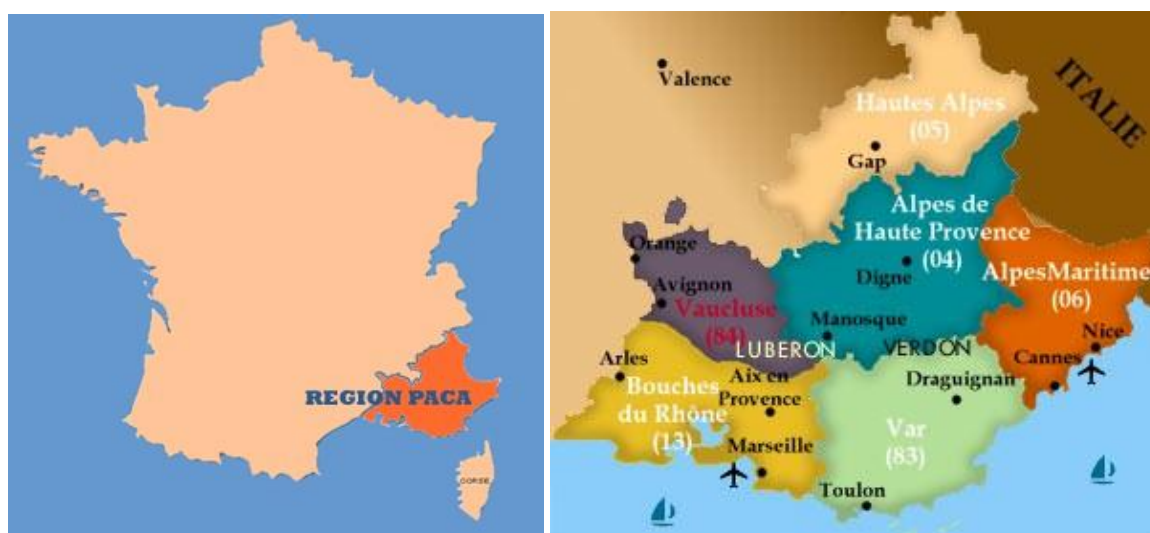 REGION PACA
CORSE
Valence
ITALIE
Hautes Alpes
(05)
Gap
Alpes de
Haute Provence
(04)
Digne
Orange
Avignon
Vaucluse
(84)
AlpesMaritime
(06)
Manosque
Nice
LUBERON
VERDON
Cannes
Arles
Aix en
Provence
Draguignan
Bouches
du Rhône
(13)
Var
(83)
Marseille
Toulon